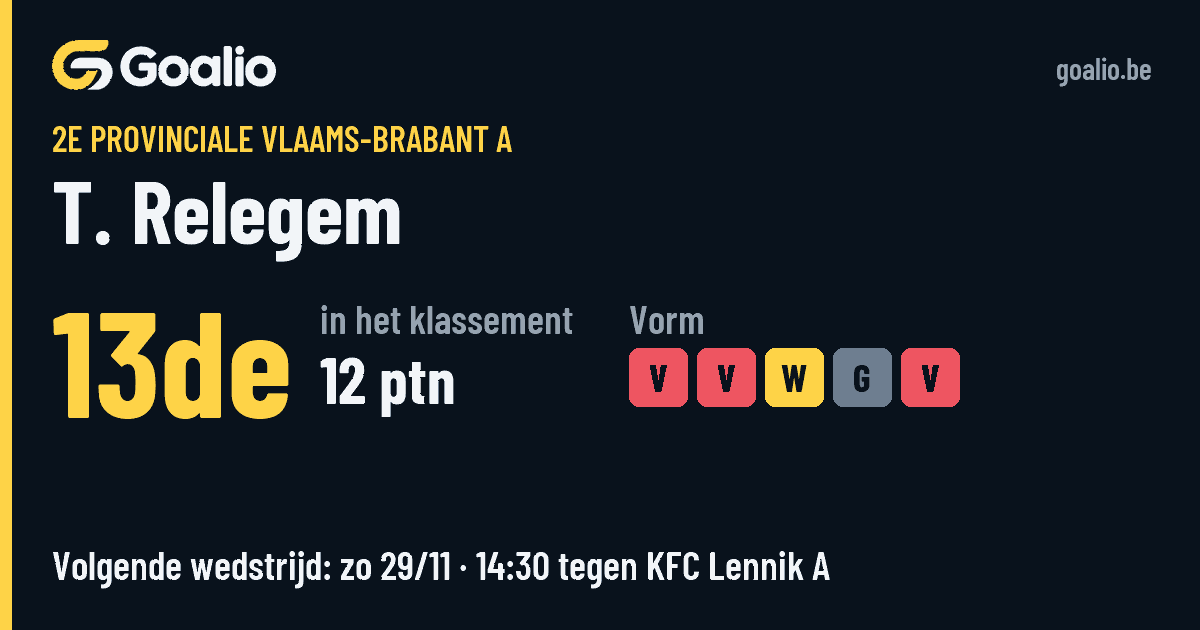 Goalio
goalio.be
2E PROVINCIALE VLAAMS-BRABANT A
T. Relegem
13de
in het klassement
12 ptn
Vorm
V V W G V
Volgende wedstrijd: zo 29/11 · 14:30 tegen KFC Lennik A